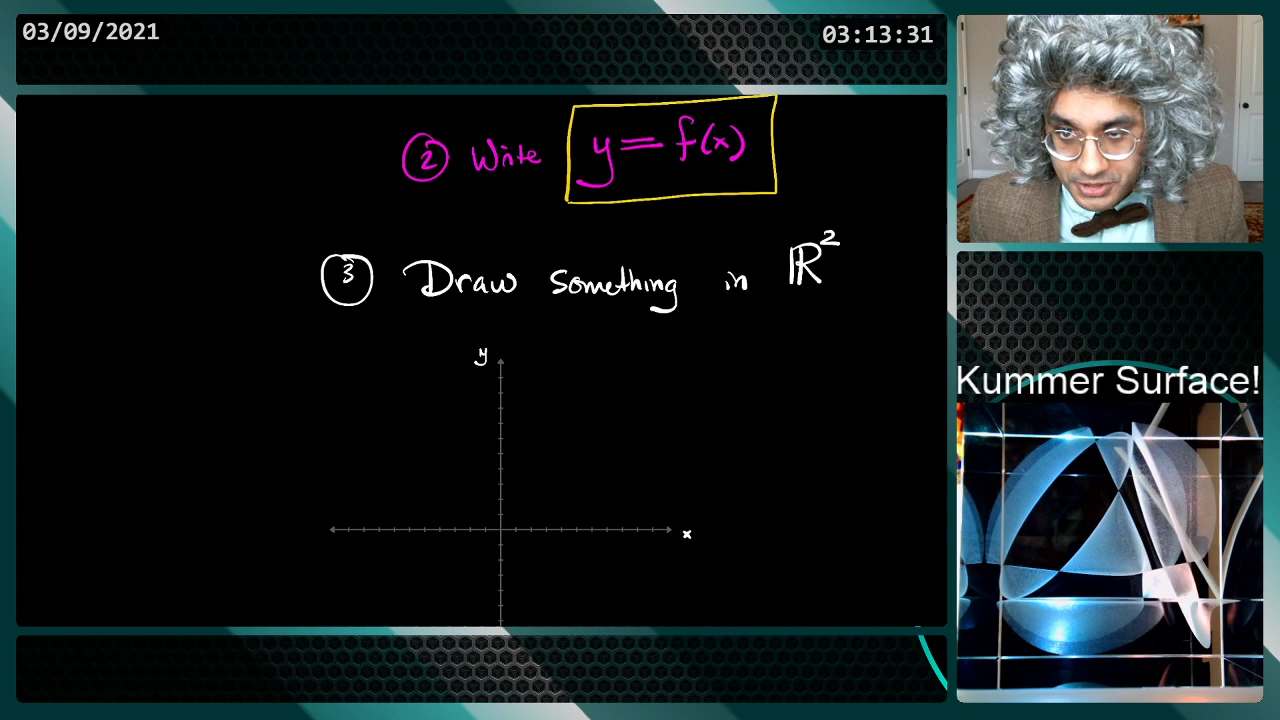 03/09/2021
03:13:31
② Write y = f(x)
③ Draw something in ℝ²
y
x
Kummer Surface!